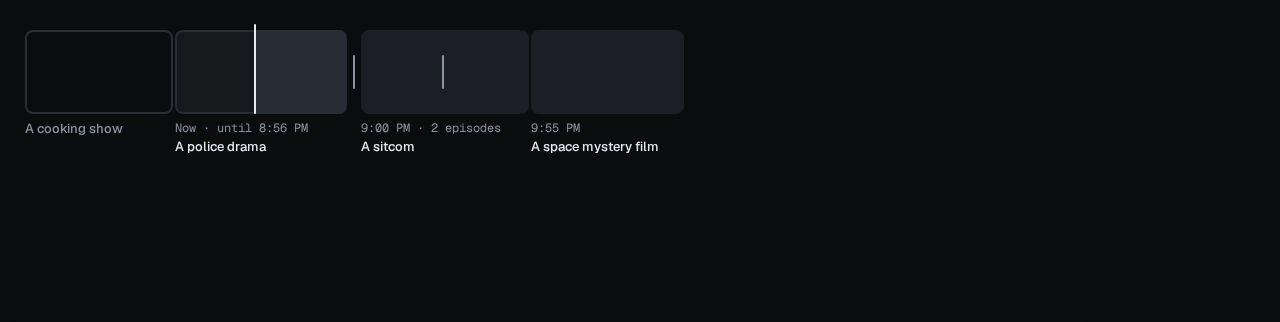 A cooking show
Now · until 8:56 PM
A police drama
9:00 PM · 2 episodes
A sitcom
9:55 PM
A space mystery film